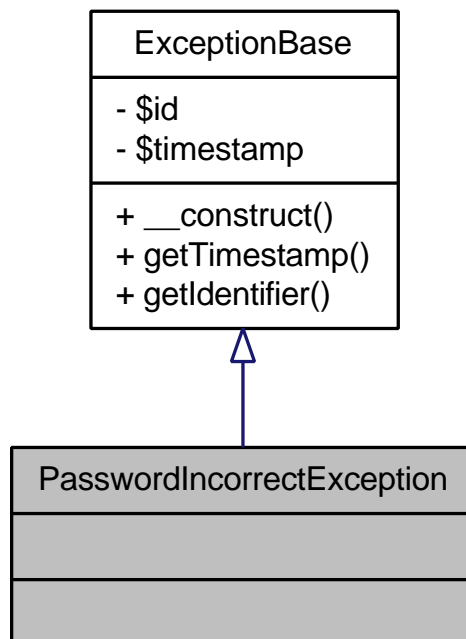 ExceptionBase
- $id
- $timestamp
+ __construct()
+ getTimestamp()
+ getIdentifier()
PasswordIncorrectException